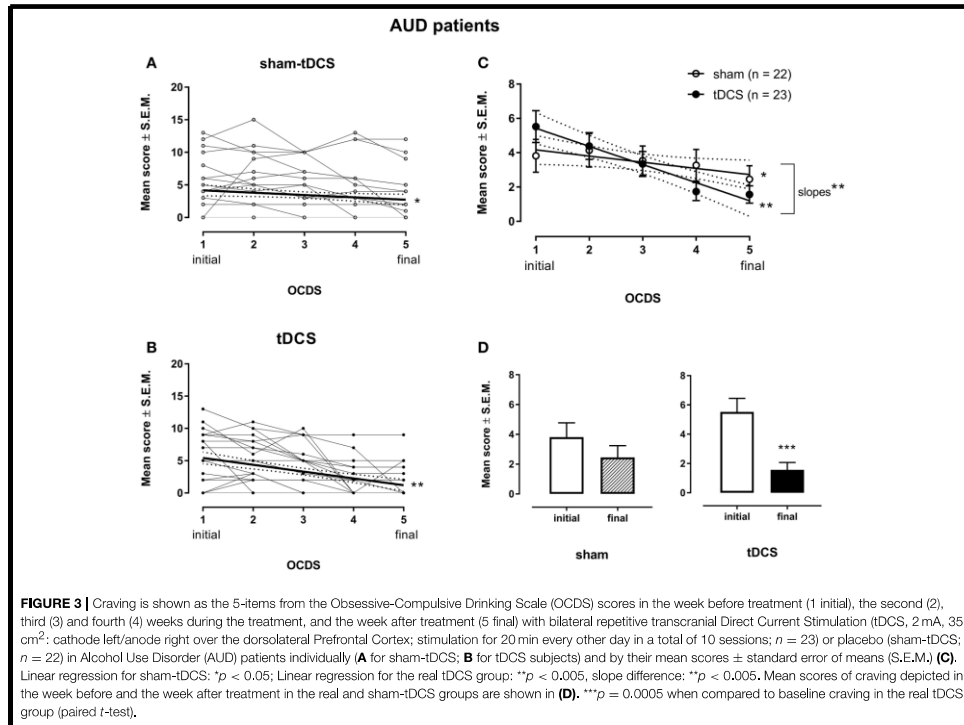 AUD patients
A
sham-tDCS
Mean score ± S.E.M.
20
15
10
5
0
*
1 2 3 4 5
initial final
OCDS
B
tDCS
Mean score ± S.E.M.
20
15
10
5
0
**
1 2 3 4 5
initial final
OCDS
C
sham (n = 22)
tDCS (n = 23)
Mean score ± S.E.M.
8
6
4
2
0
*
**
slopes**
1 2 3 4 5
initial final
OCDS
D
Mean score ± S.E.M.
8
6
4
2
0
initial final
sham
8
6
4
2
0
***
initial final
tDCS
FIGURE 3 | Craving is shown as the 5-items from the Obsessive-Compulsive Drinking Scale (OCDS) scores in the week before treatment (1 initial), the second (2),
third (3) and fourth (4) weeks during the treatment, and the week after treatment (5 final) with bilateral repetitive transcranial Direct Current Stimulation (tDCS, 2 mA, 35
cm²: cathode left/anode right over the dorsolateral Prefrontal Cortex; stimulation for 20 min every other day in a total of 10 sessions; n = 23) or placebo (sham-tDCS;
n = 22) in Alcohol Use Disorder (AUD) patients individually (A for sham-tDCS; B for tDCS subjects) and by their mean scores ± standard error of means (S.E.M.) (C).
Linear regression for sham-tDCS: *p < 0.05; Linear regression for the real tDCS group: **p < 0.005, slope difference: **p < 0.005. Mean scores of craving depicted in
the week before and the week after treatment in the real and sham-tDCS groups are shown in (D). ***p = 0.0005 when compared to baseline craving in the real tDCS
group (paired t-test).